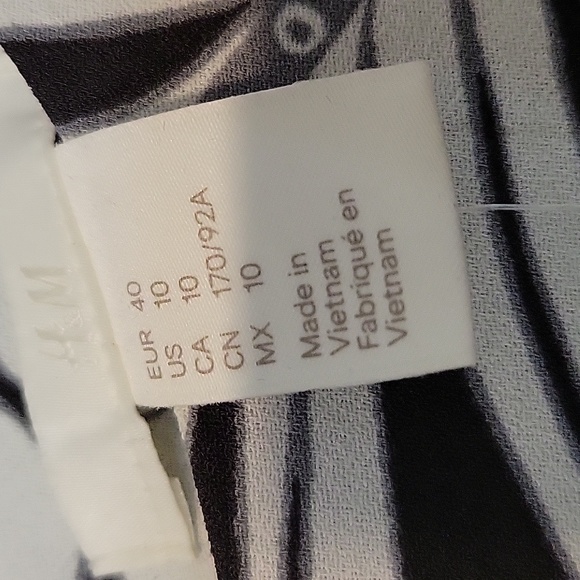 H&M
EUR 40
US 10
CA 10
CN 170/92A
MX 10
Made in
Vietnam
Fabriqué en
Vietnam